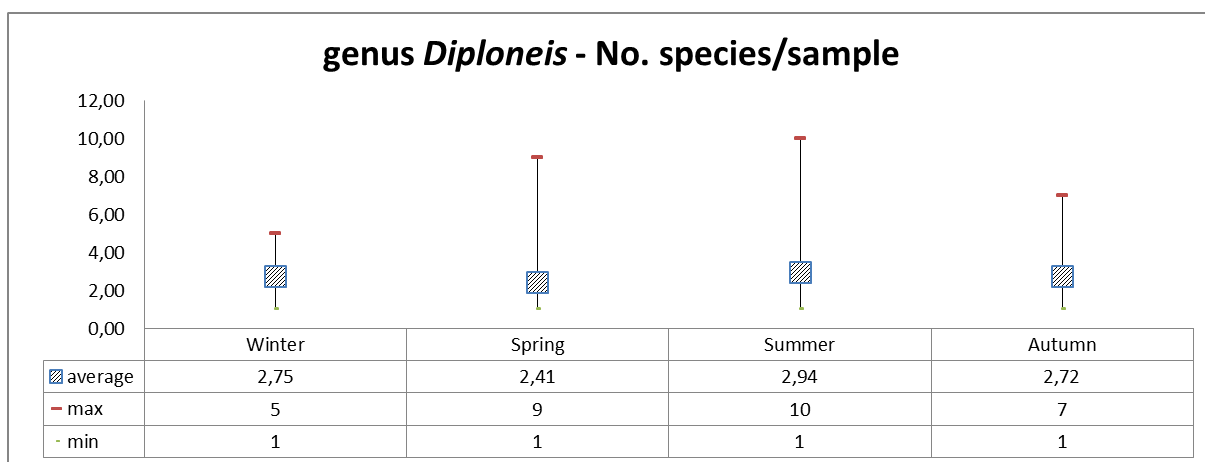 genus Diploneis - No. species/sample
12,00
10,00
8,00
6,00
4,00
2,00
0,00
Winter Spring Summer Autumn
average 2,75 2,41 2,94 2,72
max 5 9 10 7
min 1 1 1 1